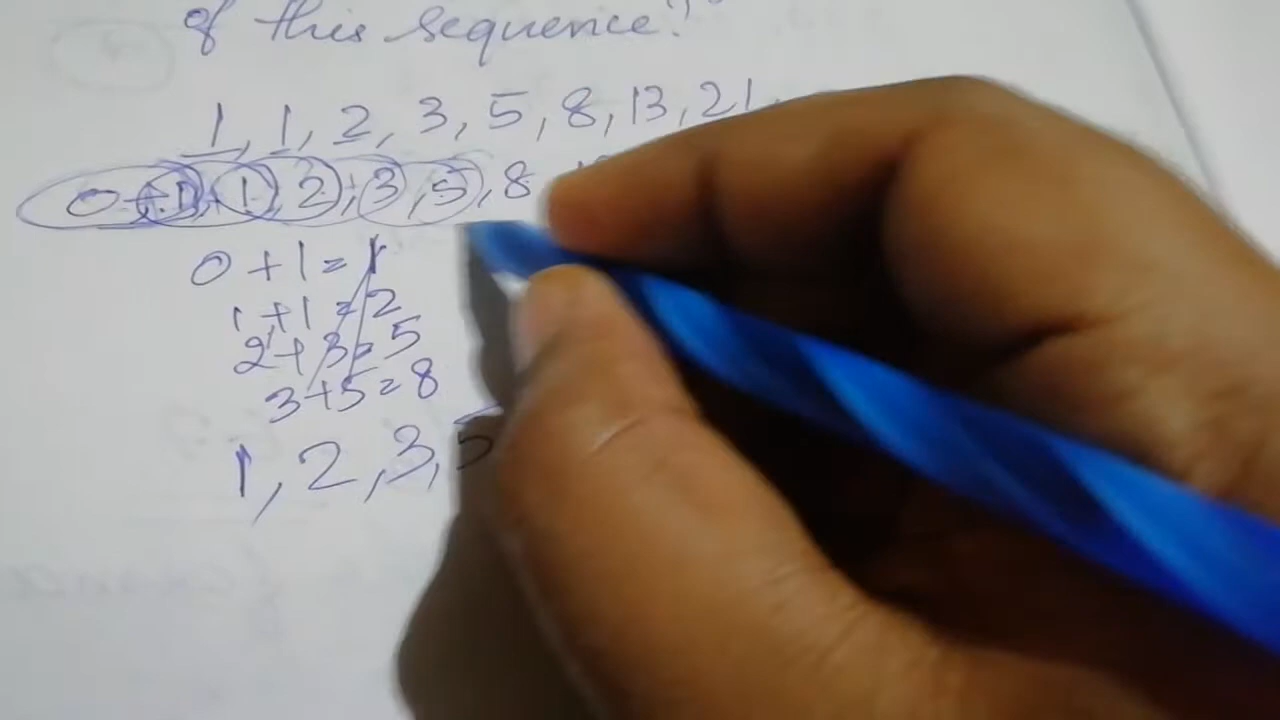 of this sequence?
1, 1, 2, 3, 5, 8, 13, 21,
0+1, 1, 2, 3, 5, 8
0 + 1 = 1
1 + 1 = 2
2 + 3 = 5
3 + 5 = 8
1, 2, 3, 5